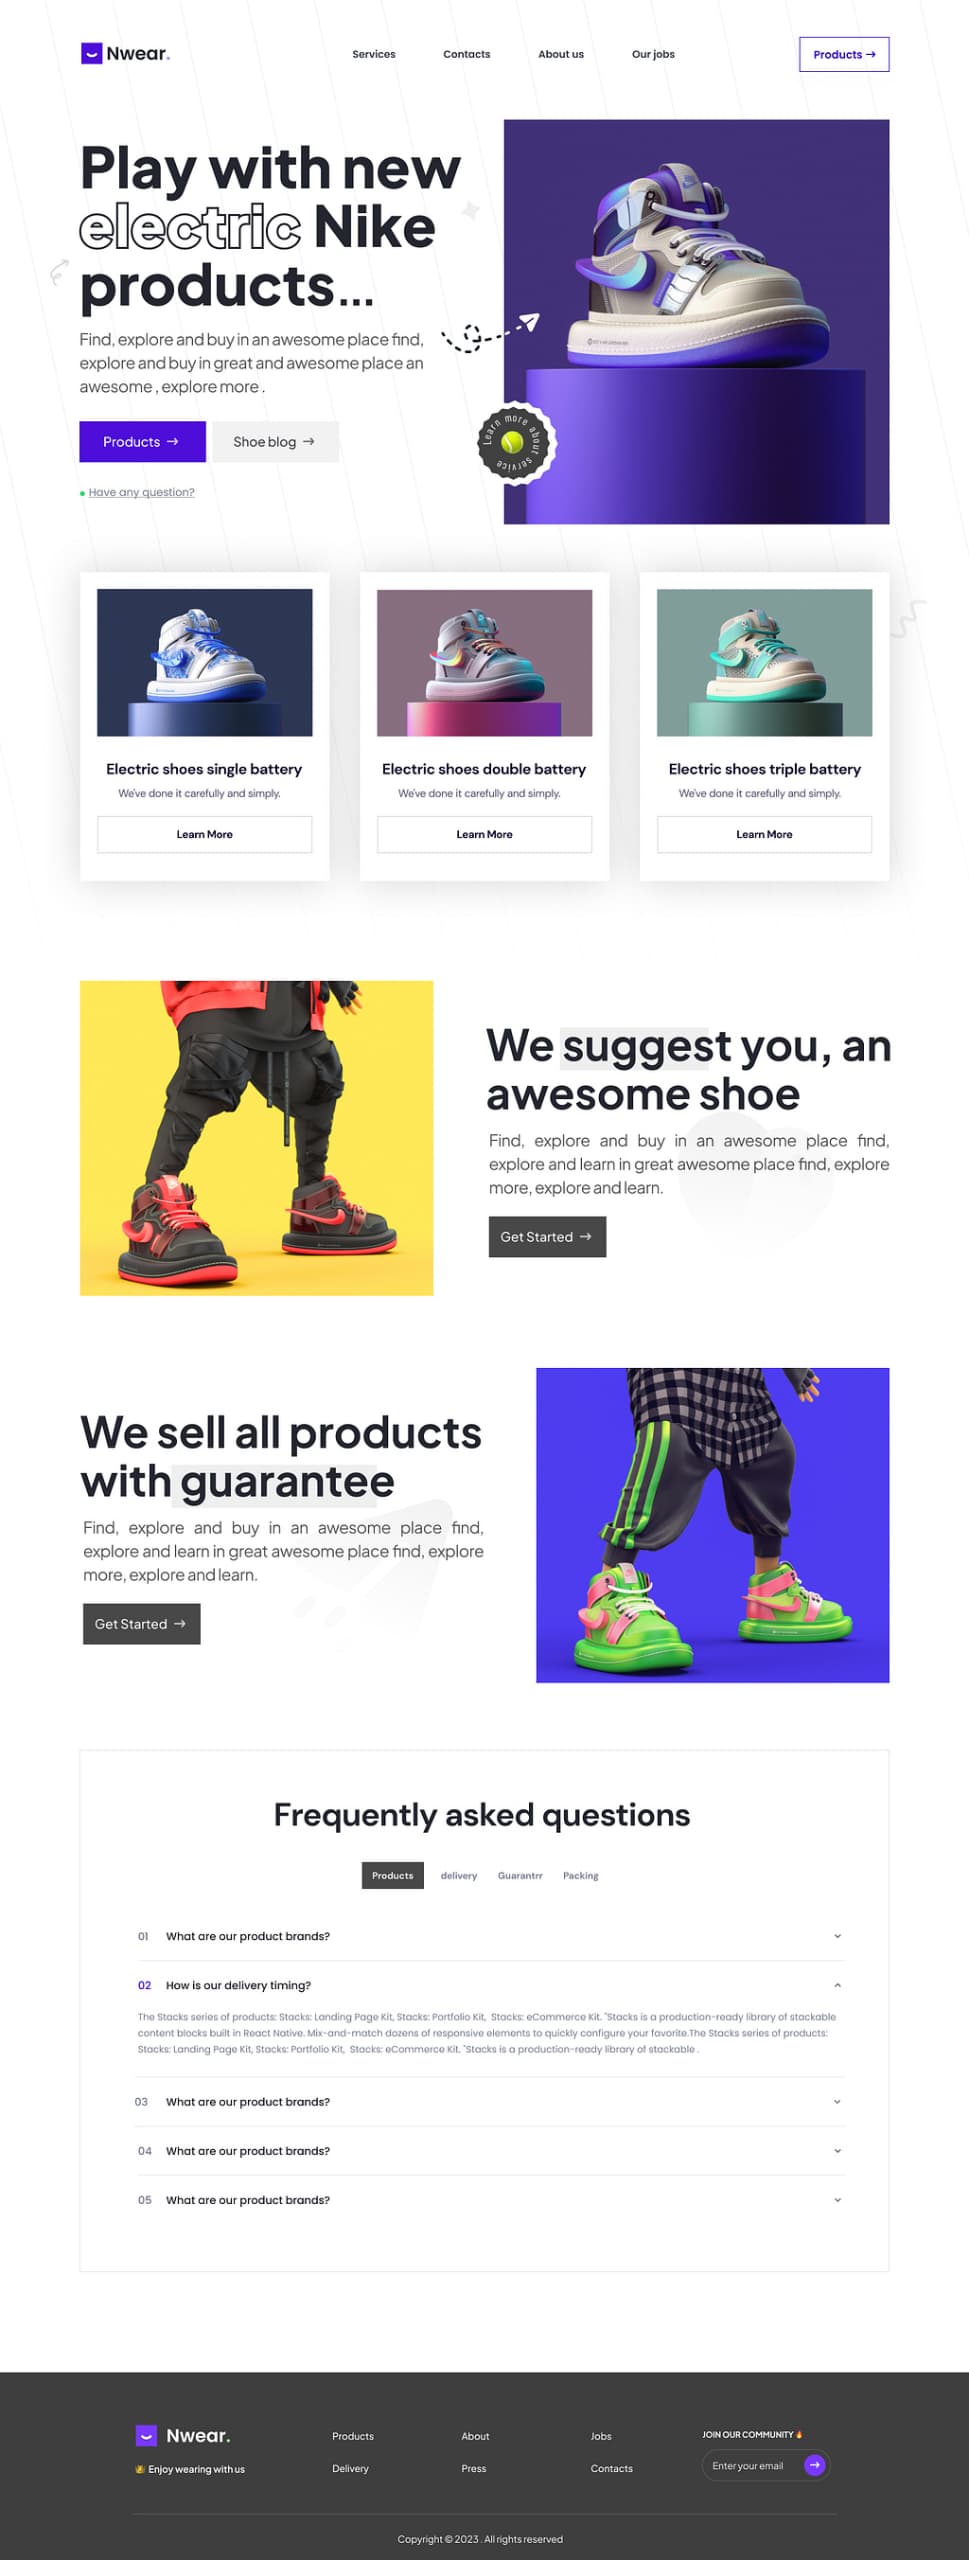 Nwear.
Services
Contacts
About us
Our jobs
Products →
Play with new
electric Nike
products...
Find, explore and buy in an awesome place find,
explore and buy in great and awesome place an
awesome , explore more .
Products →
Shoe blog →
Have any question?
Learn more about service
Electric shoes single battery
We've done it carefully and simply.
Learn More
Electric shoes double battery
We've done it carefully and simply.
Learn More
Electric shoes triple battery
We've done it carefully and simply.
Learn More
We suggest you, an
awesome shoe
Find, explore and buy in an awesome place find,
explore and learn in great awesome place find, explore
more, explore and learn.
Get Started →
We sell all products
with guarantee
Find, explore and buy in an awesome place find,
explore and learn in great awesome place find, explore
more, explore and learn.
Get Started →
Frequently asked questions
Products
delivery
Guarantrr
Packing
01 What are our product brands?
02 How is our delivery timing?
The Stacks series of products: Stacks: Landing Page Kit, Stacks: Portfolio Kit, Stacks: eCommerce Kit. "Stacks is a production-ready library of stackable
content blocks built in React Native. Mix-and-match dozens of responsive elements to quickly configure your favorite.The Stacks series of products:
Stacks: Landing Page Kit, Stacks: Portfolio Kit, Stacks: eCommerce Kit. "Stacks is a production-ready library of stackable .
03 What are our product brands?
04 What are our product brands?
05 What are our product brands?
Nwear.
Enjoy wearing with us
Products
About
Jobs
Delivery
Press
Contacts
JOIN OUR COMMUNITY 🔥
Enter your email
Copyright © 2023 . All rights reserved